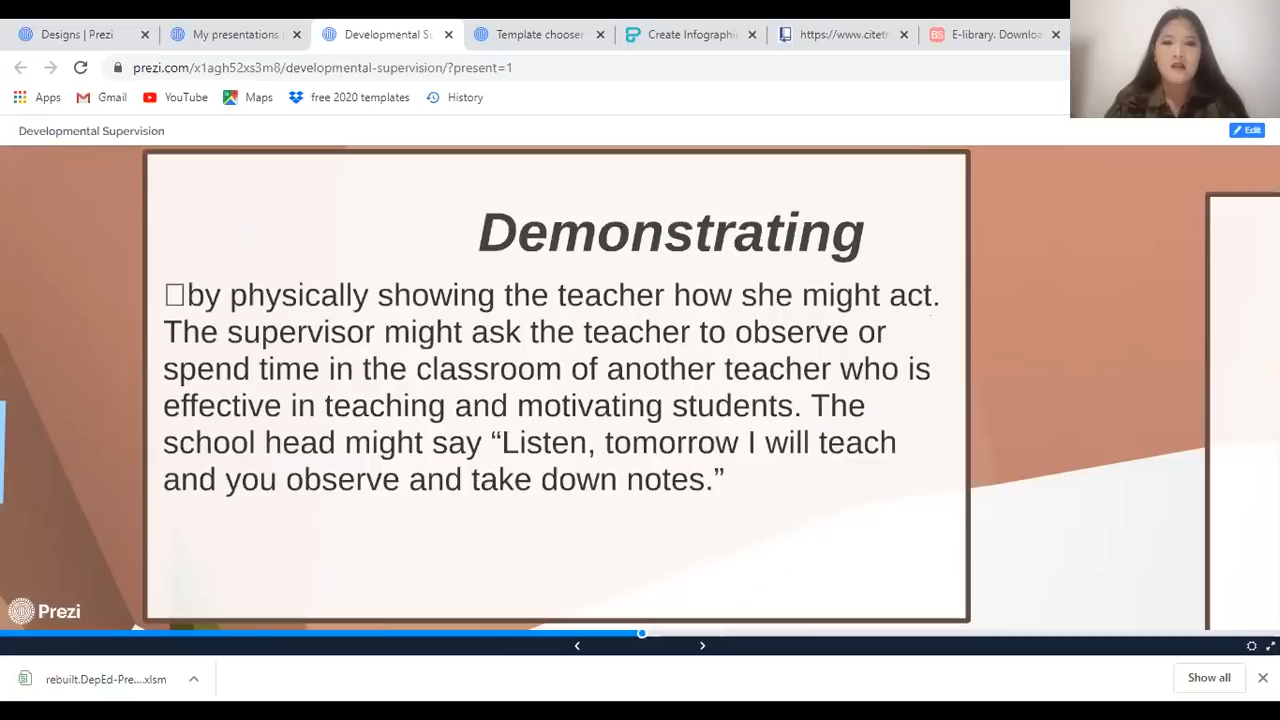 Designs | Prezi
My presentations
Developmental Su
Template chooser
Create Infographic
https://www.citeth
E-library. Downloa
prezi.com/x1agh52xs3m8/developmental-supervision/?present=1
Apps
Gmail
YouTube
Maps
free 2020 templates
History
Developmental Supervision
Edit
Demonstrating
by physically showing the teacher how she might act.
The supervisor might ask the teacher to observe or
spend time in the classroom of another teacher who is
effective in teaching and motivating students. The
school head might say “Listen, tomorrow I will teach
and you observe and take down notes.”
Prezi
rebuilt.DepEd-Pre....xlsm
Show all